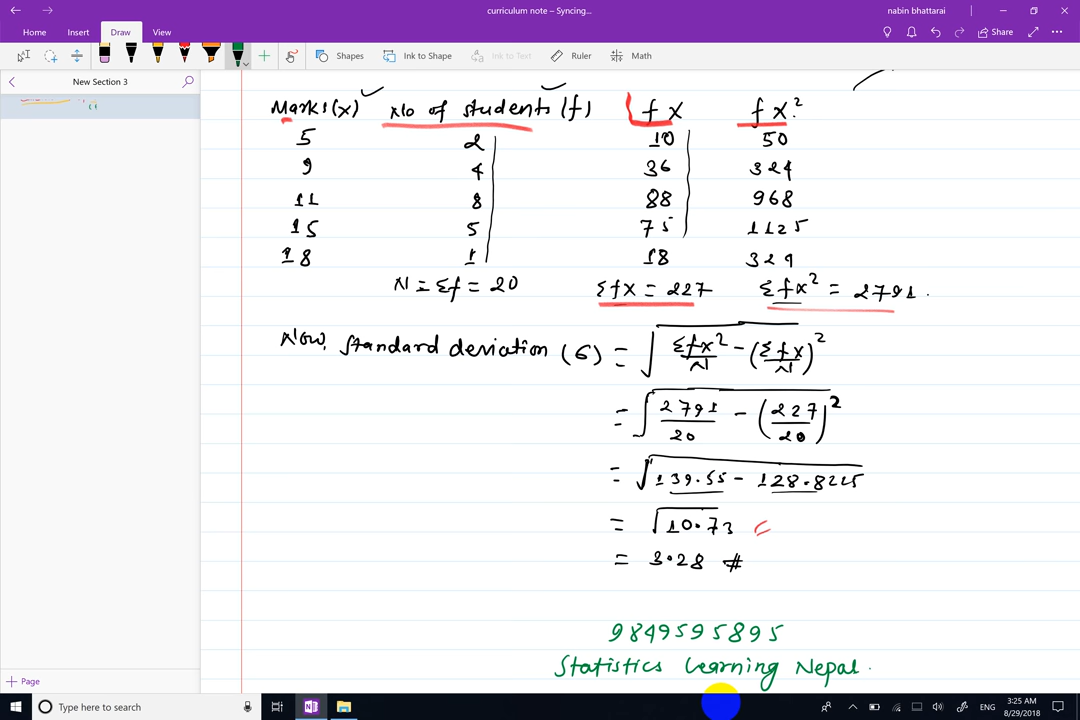 curriculum note – Syncing...
nabin bhattarai
Home Insert Draw View
Share
Shapes Ink to Shape Ink to Text Ruler Math
New Section 3
Marks(x) No of students (f) fx fx²
5 2 10 50
9 4 36 324
11 8 88 968
15 5 75 1125
18 1 18 324
N = Σf = 20 Σfx = 227 Σfx² = 2791.
Now, Standard deviation (σ) = √(Σfx²/N − (Σfx/N)²)
= √(2791/20 − (227/20)²)
= √(139.55 − 128.8225)
= √10.73
= 3.28 #
9849595895
Statistics Learning Nepal.
+ Page
Type here to search
ENG
3:25 AM
8/29/2018